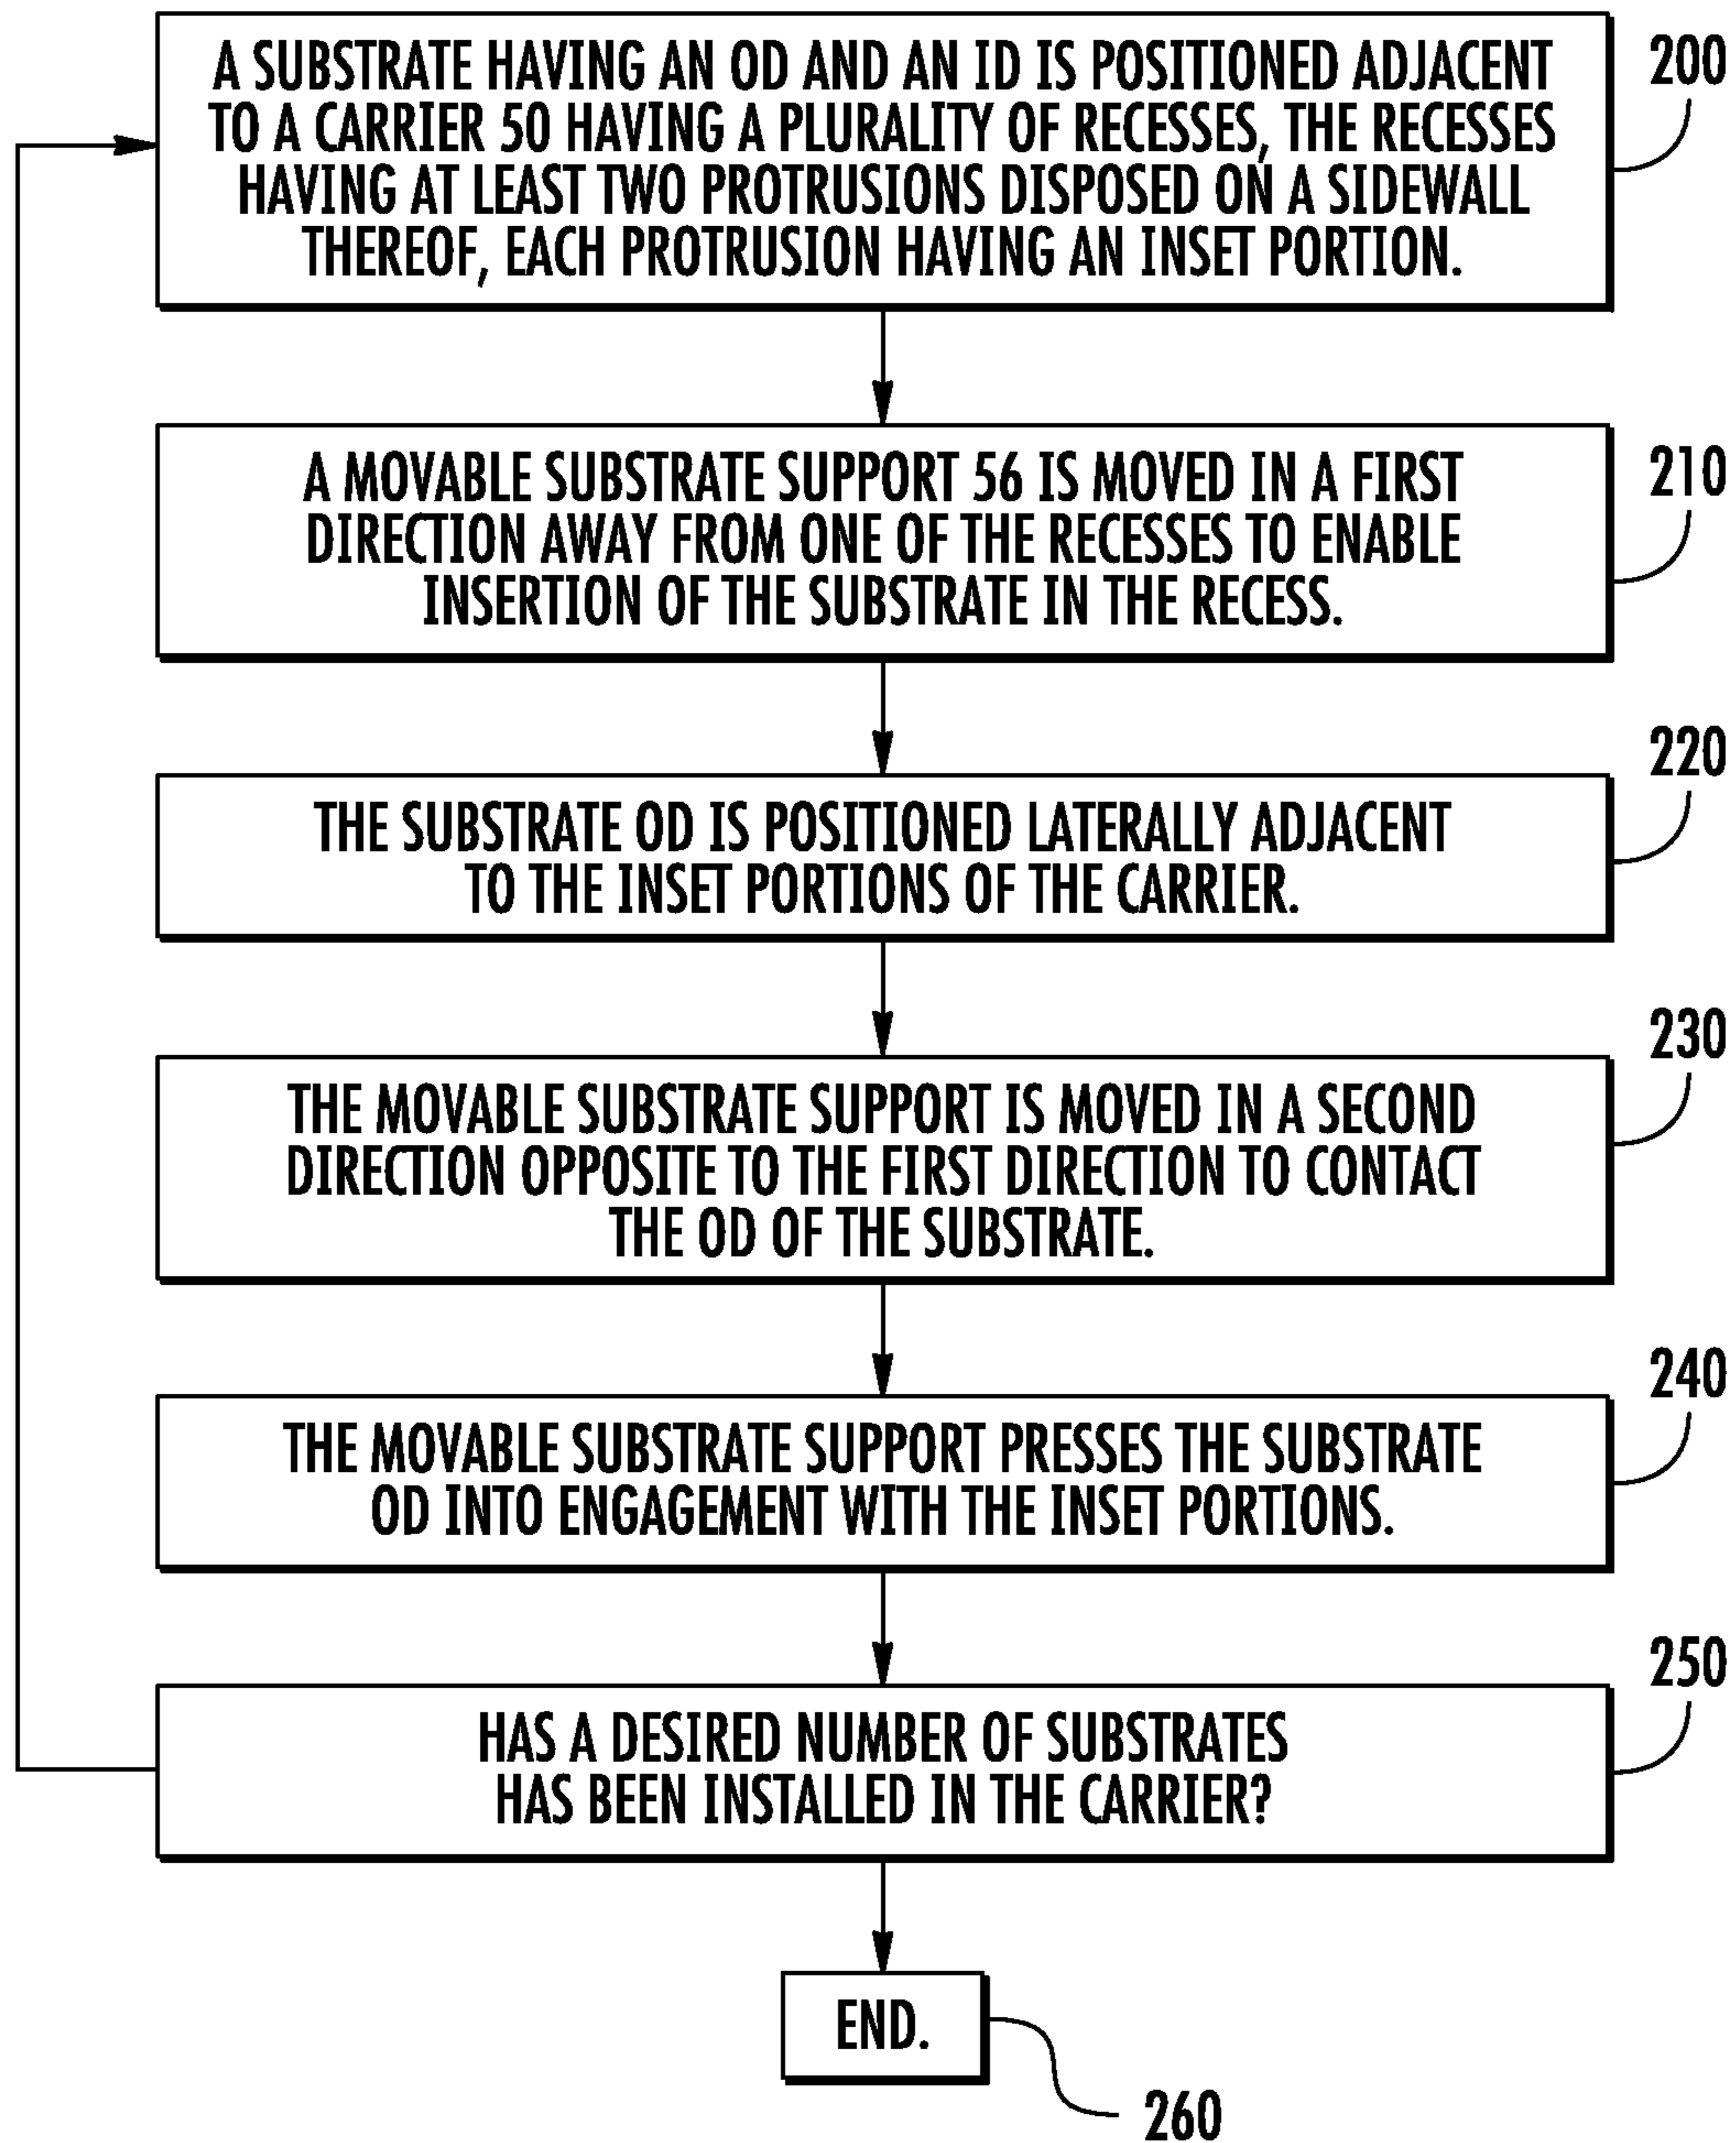 A SUBSTRATE HAVING AN OD AND AN ID IS POSITIONED ADJACENT
TO A CARRIER 50 HAVING A PLURALITY OF RECESSES, THE RECESSES
HAVING AT LEAST TWO PROTRUSIONS DISPOSED ON A SIDEWALL
THEREOF, EACH PROTRUSION HAVING AN INSET PORTION.
200
A MOVABLE SUBSTRATE SUPPORT 56 IS MOVED IN A FIRST
DIRECTION AWAY FROM ONE OF THE RECESSES TO ENABLE
INSERTION OF THE SUBSTRATE IN THE RECESS.
210
THE SUBSTRATE OD IS POSITIONED LATERALLY ADJACENT
TO THE INSET PORTIONS OF THE CARRIER.
220
THE MOVABLE SUBSTRATE SUPPORT IS MOVED IN A SECOND
DIRECTION OPPOSITE TO THE FIRST DIRECTION TO CONTACT
THE OD OF THE SUBSTRATE.
230
THE MOVABLE SUBSTRATE SUPPORT PRESSES THE SUBSTRATE
OD INTO ENGAGEMENT WITH THE INSET PORTIONS.
240
HAS A DESIRED NUMBER OF SUBSTRATES
HAS BEEN INSTALLED IN THE CARRIER?
250
END.
260